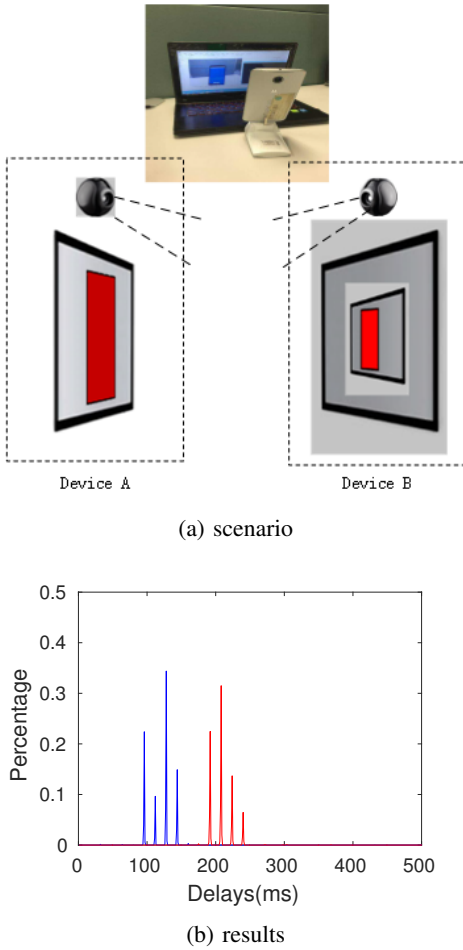 Device A
Device B
(a) scenario
0.5
0.4
0.3
0.2
0.1
0
Percentage
0 100 200 300 400 500
Delays(ms)
(b) results